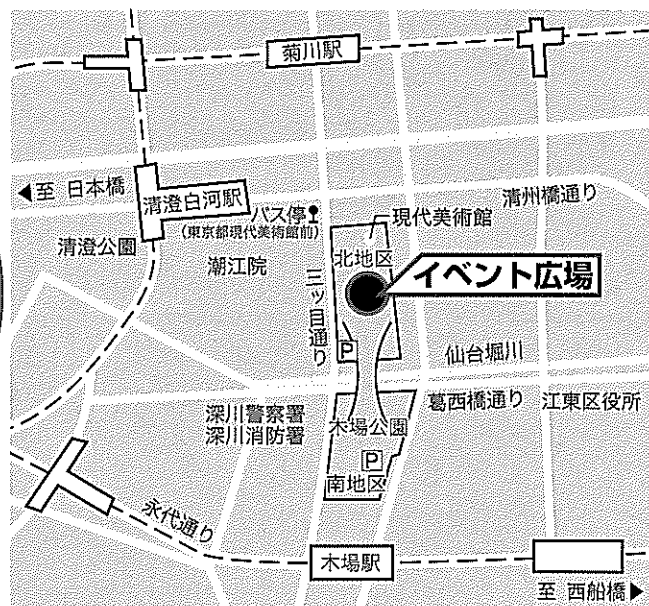 菊川駅
◀至 日本橋
清澄白河駅
バス停
(東京都現代美術館前)
清州橋通り
現代美術館
清澄公園
潮江院
北地区
イベント広場
三ッ目通り
P
仙台堀川
葛西橋通り
江東区役所
深川警察署
深川消防署
木場公園
P
南地区
永代通り
木場駅
至 西船橋▶